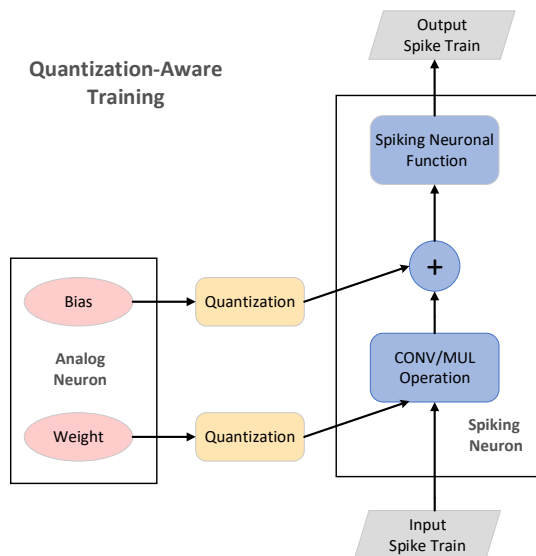 Output
Spike Train
Quantization-Aware
Training
Spiking Neuronal
Function
+
Bias
Quantization
Analog
Neuron
CONV/MUL
Operation
Weight
Quantization
Spiking
Neuron
Input
Spike Train